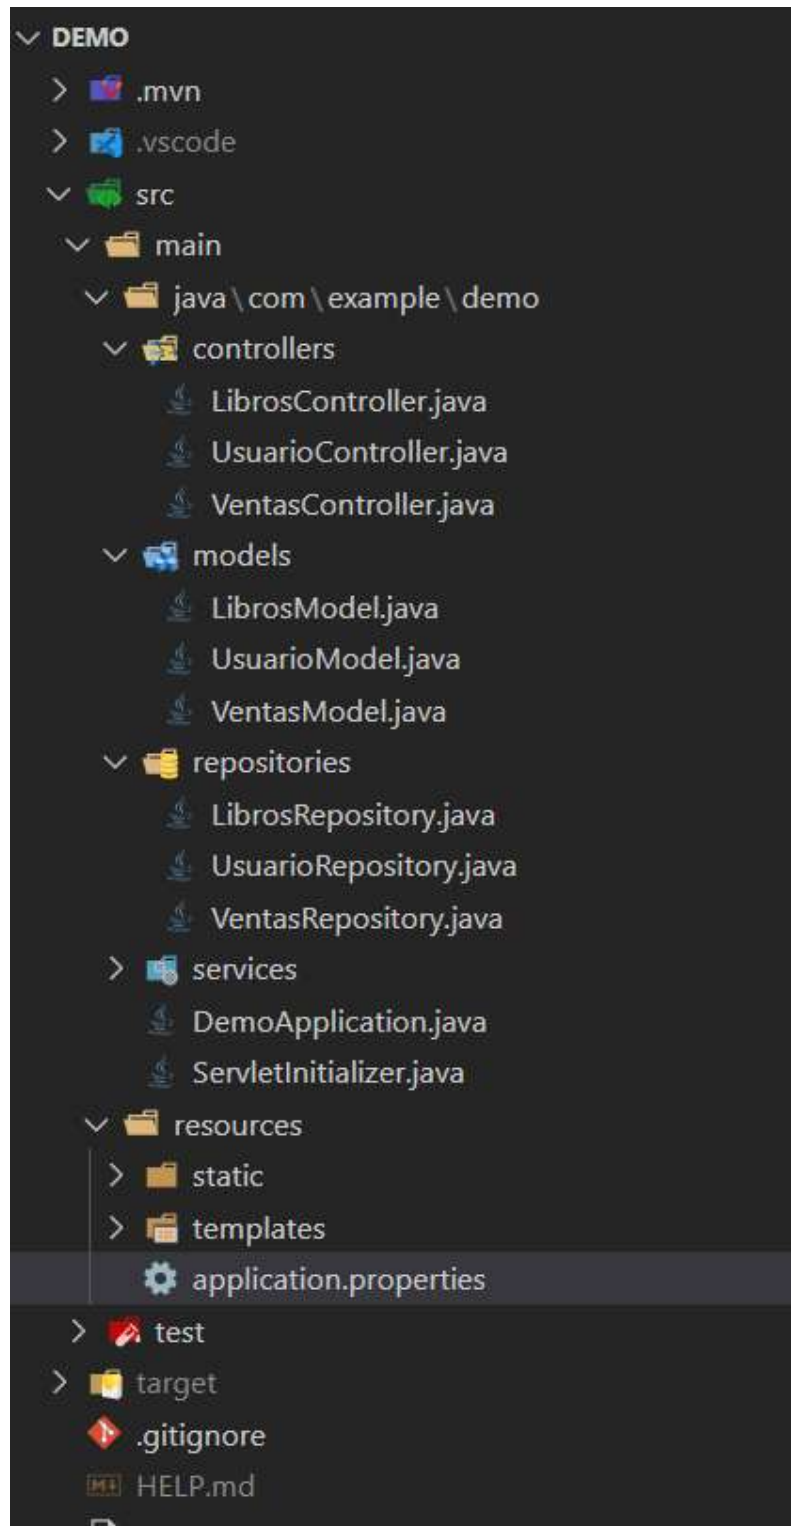 DEMO
.mvn
.vscode
src
main
java\com\example\demo
controllers
LibrosController.java
UsuarioController.java
VentasController.java
models
LibrosModel.java
UsuarioModel.java
VentasModel.java
repositories
LibrosRepository.java
UsuarioRepository.java
VentasRepository.java
services
DemoApplication.java
ServletInitializer.java
resources
static
templates
application.properties
test
target
.gitignore
HELP.md